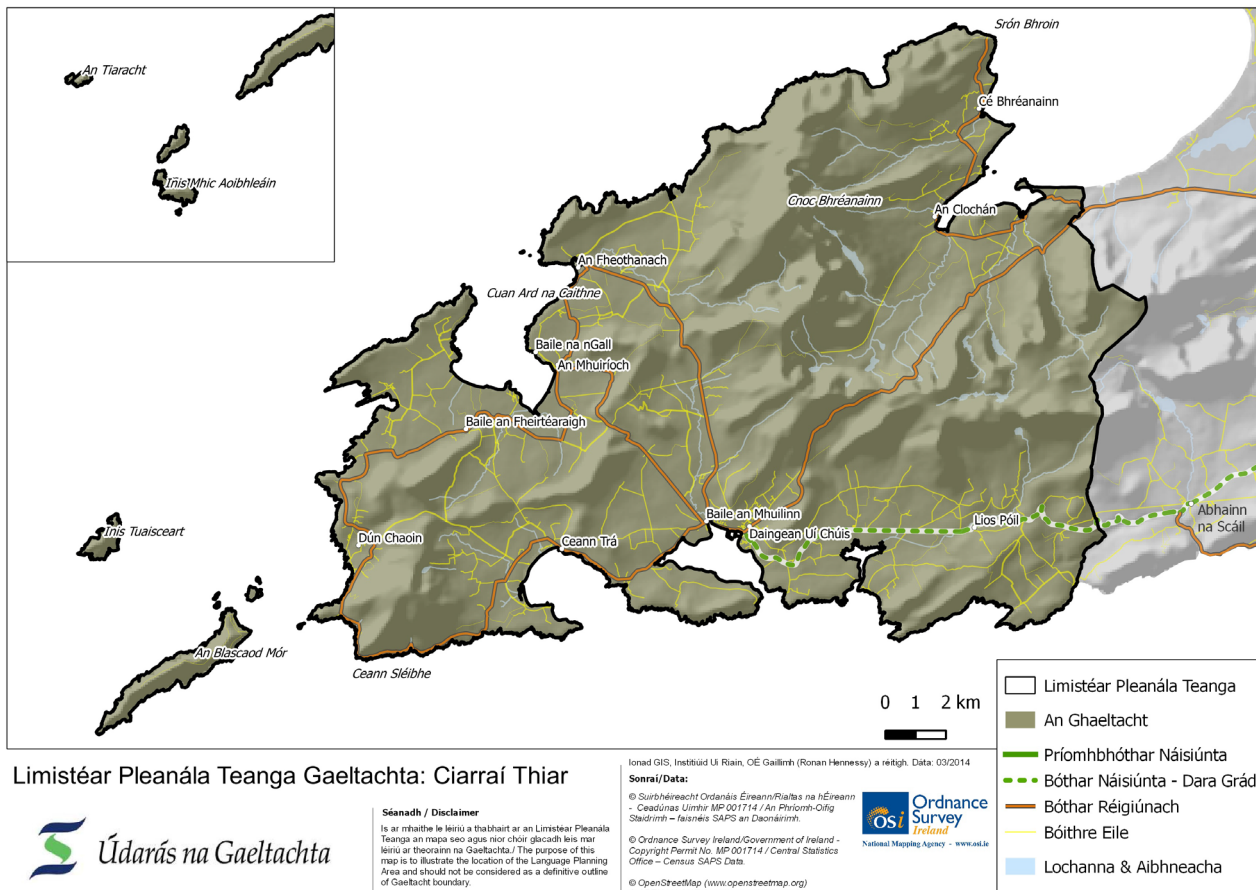 An Tiaracht
Inis Mhic Aoibhleáin
Srón Bhroin
Cé Bhréanainn
Cnoc Bhréanainn
An Clochán
An Fheothanach
Cuan Ard na Caithne
Baile na nGall
An Mhuiríoch
Baile an Fheirtéaraigh
Baile an Mhuilinn
Abhainn
na Scáil
Inis Tuaisceart
Dún Chaoin
Ceann Trá
Daingean Uí Chúis
Lios Póil
An Blascaod Mór
Ceann Sléibhe
0 1 2 km
Limistéar Pleanála Teanga
An Ghaeltacht
Príomhbhóthar Náisiúnta
Bóthar Náisiúnta - Dara Grád
Bóthar Réigiúnach
Bóithre Eile
Lochanna & Aibhneacha
Limistéar Pleanála Teanga Gaeltachta: Ciarraí Thiar
Údarás na Gaeltachta
Séanadh / Disclaimer
Is ar mhaithe le léiriú a thabhairt ar an Limistéar Pleanála
Teanga an mapa seo agus níor chóir glacadh leis mar
léiriú ar theorainn na Gaeltachta./ The purpose of this
map is to illustrate the location of the Language Planning
Area and should not be considered as a definitive outline
of Gaeltacht boundary.
Ionad GIS, Institiúid Ui Riain, OÉ Gaillimh (Ronan Hennessy) a réitigh. Dáta: 03/2014
Sonraí/Data:
© Suirbhéireacht Ordanáis Éireann/Rialtas na hÉireann
- Ceadúnas Uimhir MP 001714 / An Phríomh-Oifig
Staidrimh – faisnéis SAPS an Daonáirimh.
© Ordnance Survey Ireland/Government of Ireland -
Copyright Permit No. MP 001714 / Central Statistics
Office – Census SAPS Data.
© OpenStreetMap (www.openstreetmap.org)
OSi
Ordnance
Survey
Ireland
National Mapping Agency - www.osi.ie